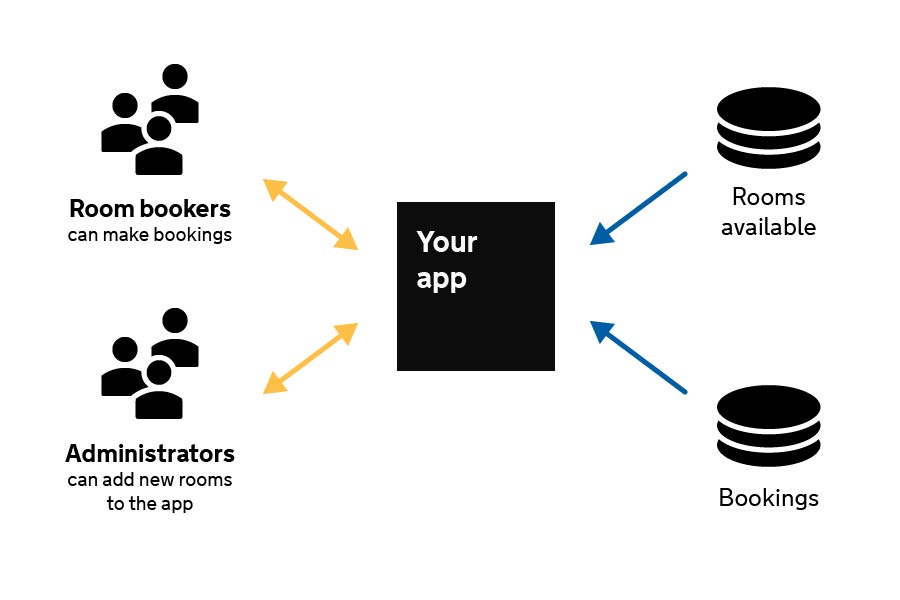 Room bookers
can make bookings
Administrators
can add new rooms
to the app
Your
app
Rooms
available
Bookings